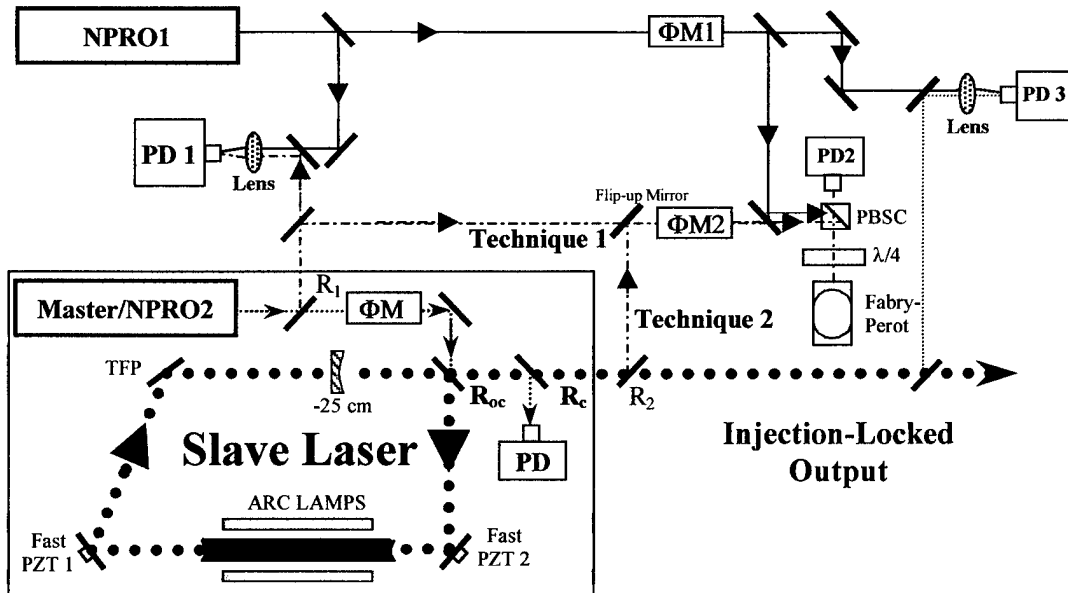 NPRO1
ΦM1
PD 3
Lens
PD 1
Lens
PD2
Flip-up Mirror
ΦM2
PBSC
Technique 1
λ/4
R1
Master/NPRO2
ΦM
Fabry-
Perot
Technique 2
TFP
-25 cm
Roc
Rc
R2
Slave Laser
PD
Injection-Locked
Output
ARC LAMPS
Fast
PZT 1
Fast
PZT 2